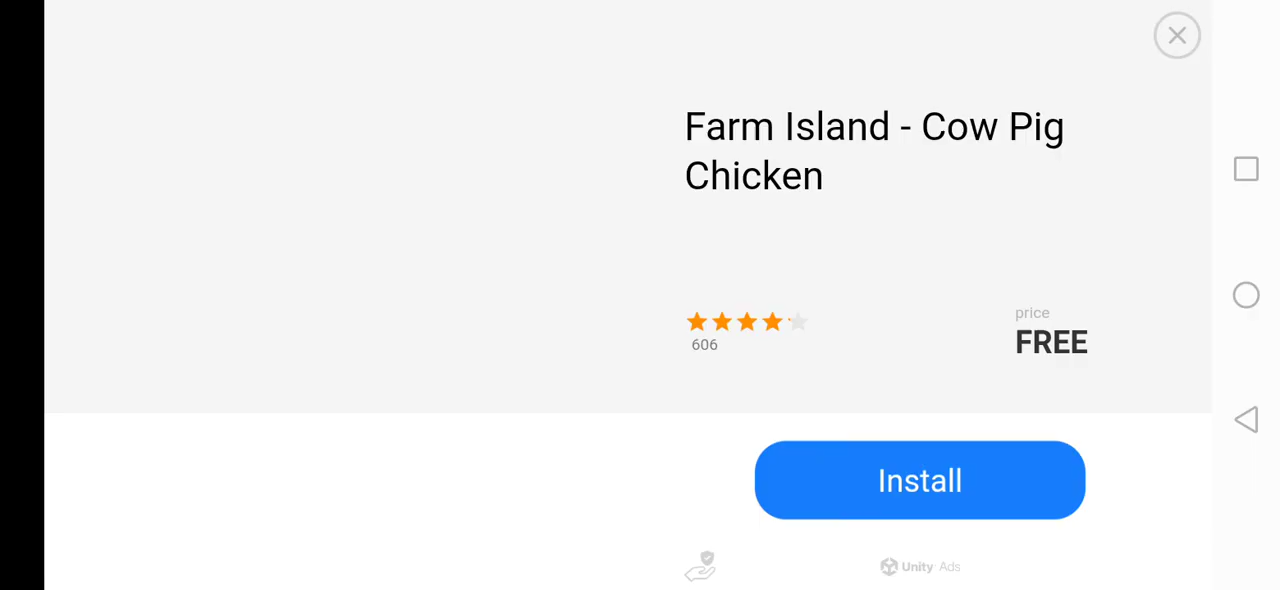 Farm Island - Cow Pig
Chicken
606
price
FREE
Install
Unity Ads